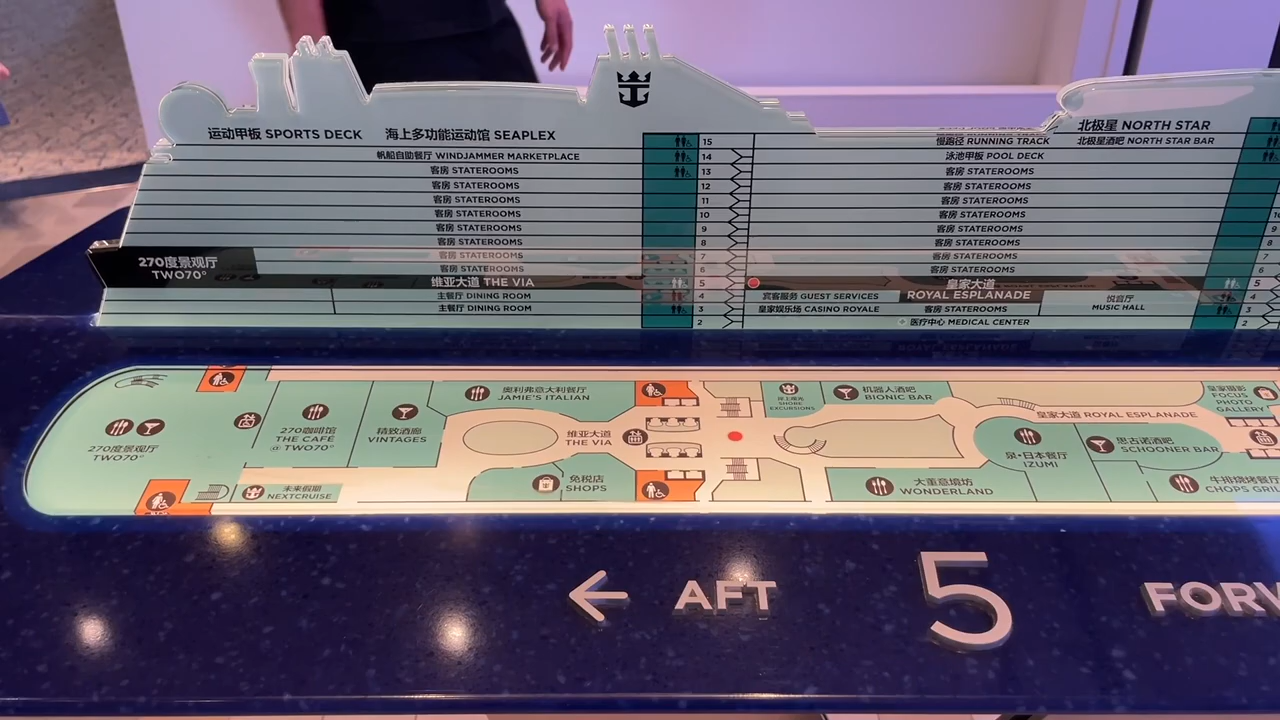 运动甲板 SPORTS DECK
海上多功能运动馆 SEAPLEX
15
慢跑径 RUNNING TRACK
北极星 NORTH STAR
北极星酒吧 NORTH STAR BAR
帆船自助餐厅 WINDJAMMER MARKETPLACE
14
泳池甲板 POOL DECK
客房 STATEROOMS
13
客房 STATEROOMS
客房 STATEROOMS
12
客房 STATEROOMS
客房 STATEROOMS
11
客房 STATEROOMS
客房 STATEROOMS
10
客房 STATEROOMS
客房 STATEROOMS
9
客房 STATEROOMS
9
客房 STATEROOMS
8
客房 STATEROOMS
8
270度景观厅
TWO70°
客房 STATEROOMS
7
客房 STATEROOMS
7
客房 STATEROOMS
6
客房 STATEROOMS
6
维亚大道 THE VIA
5
皇家大道
ROYAL ESPLANADE
5
主餐厅 DINING ROOM
4
宾客服务 GUEST SERVICES
悦音厅
MUSIC HALL
4
主餐厅 DINING ROOM
3
皇家娱乐场 CASINO ROYALE
客房 STATEROOMS
3
2
医疗中心 MEDICAL CENTER
2
270度景观厅
TWO70°
270咖啡馆
THE CAFÉ
@ TWO70°
精致酒廊
VINTAGES
奥利弗意大利餐厅
JAMIE'S ITALIAN
维亚大道
THE VIA
未来假期
NEXTCRUISE
免税店
SHOPS
岸上观光
SHORE
EXCURSIONS
机器人酒吧
BIONIC BAR
皇家大道 ROYAL ESPLANADE
皇家摄影
FOCUS
PHOTO
GALLERY
泉·日本餐厅
IZUMI
思古诺酒吧
SCHOONER BAR
大董意境坊
WONDERLAND
牛排烧烤餐厅
CHOPS GRI
← AFT
5
FORW